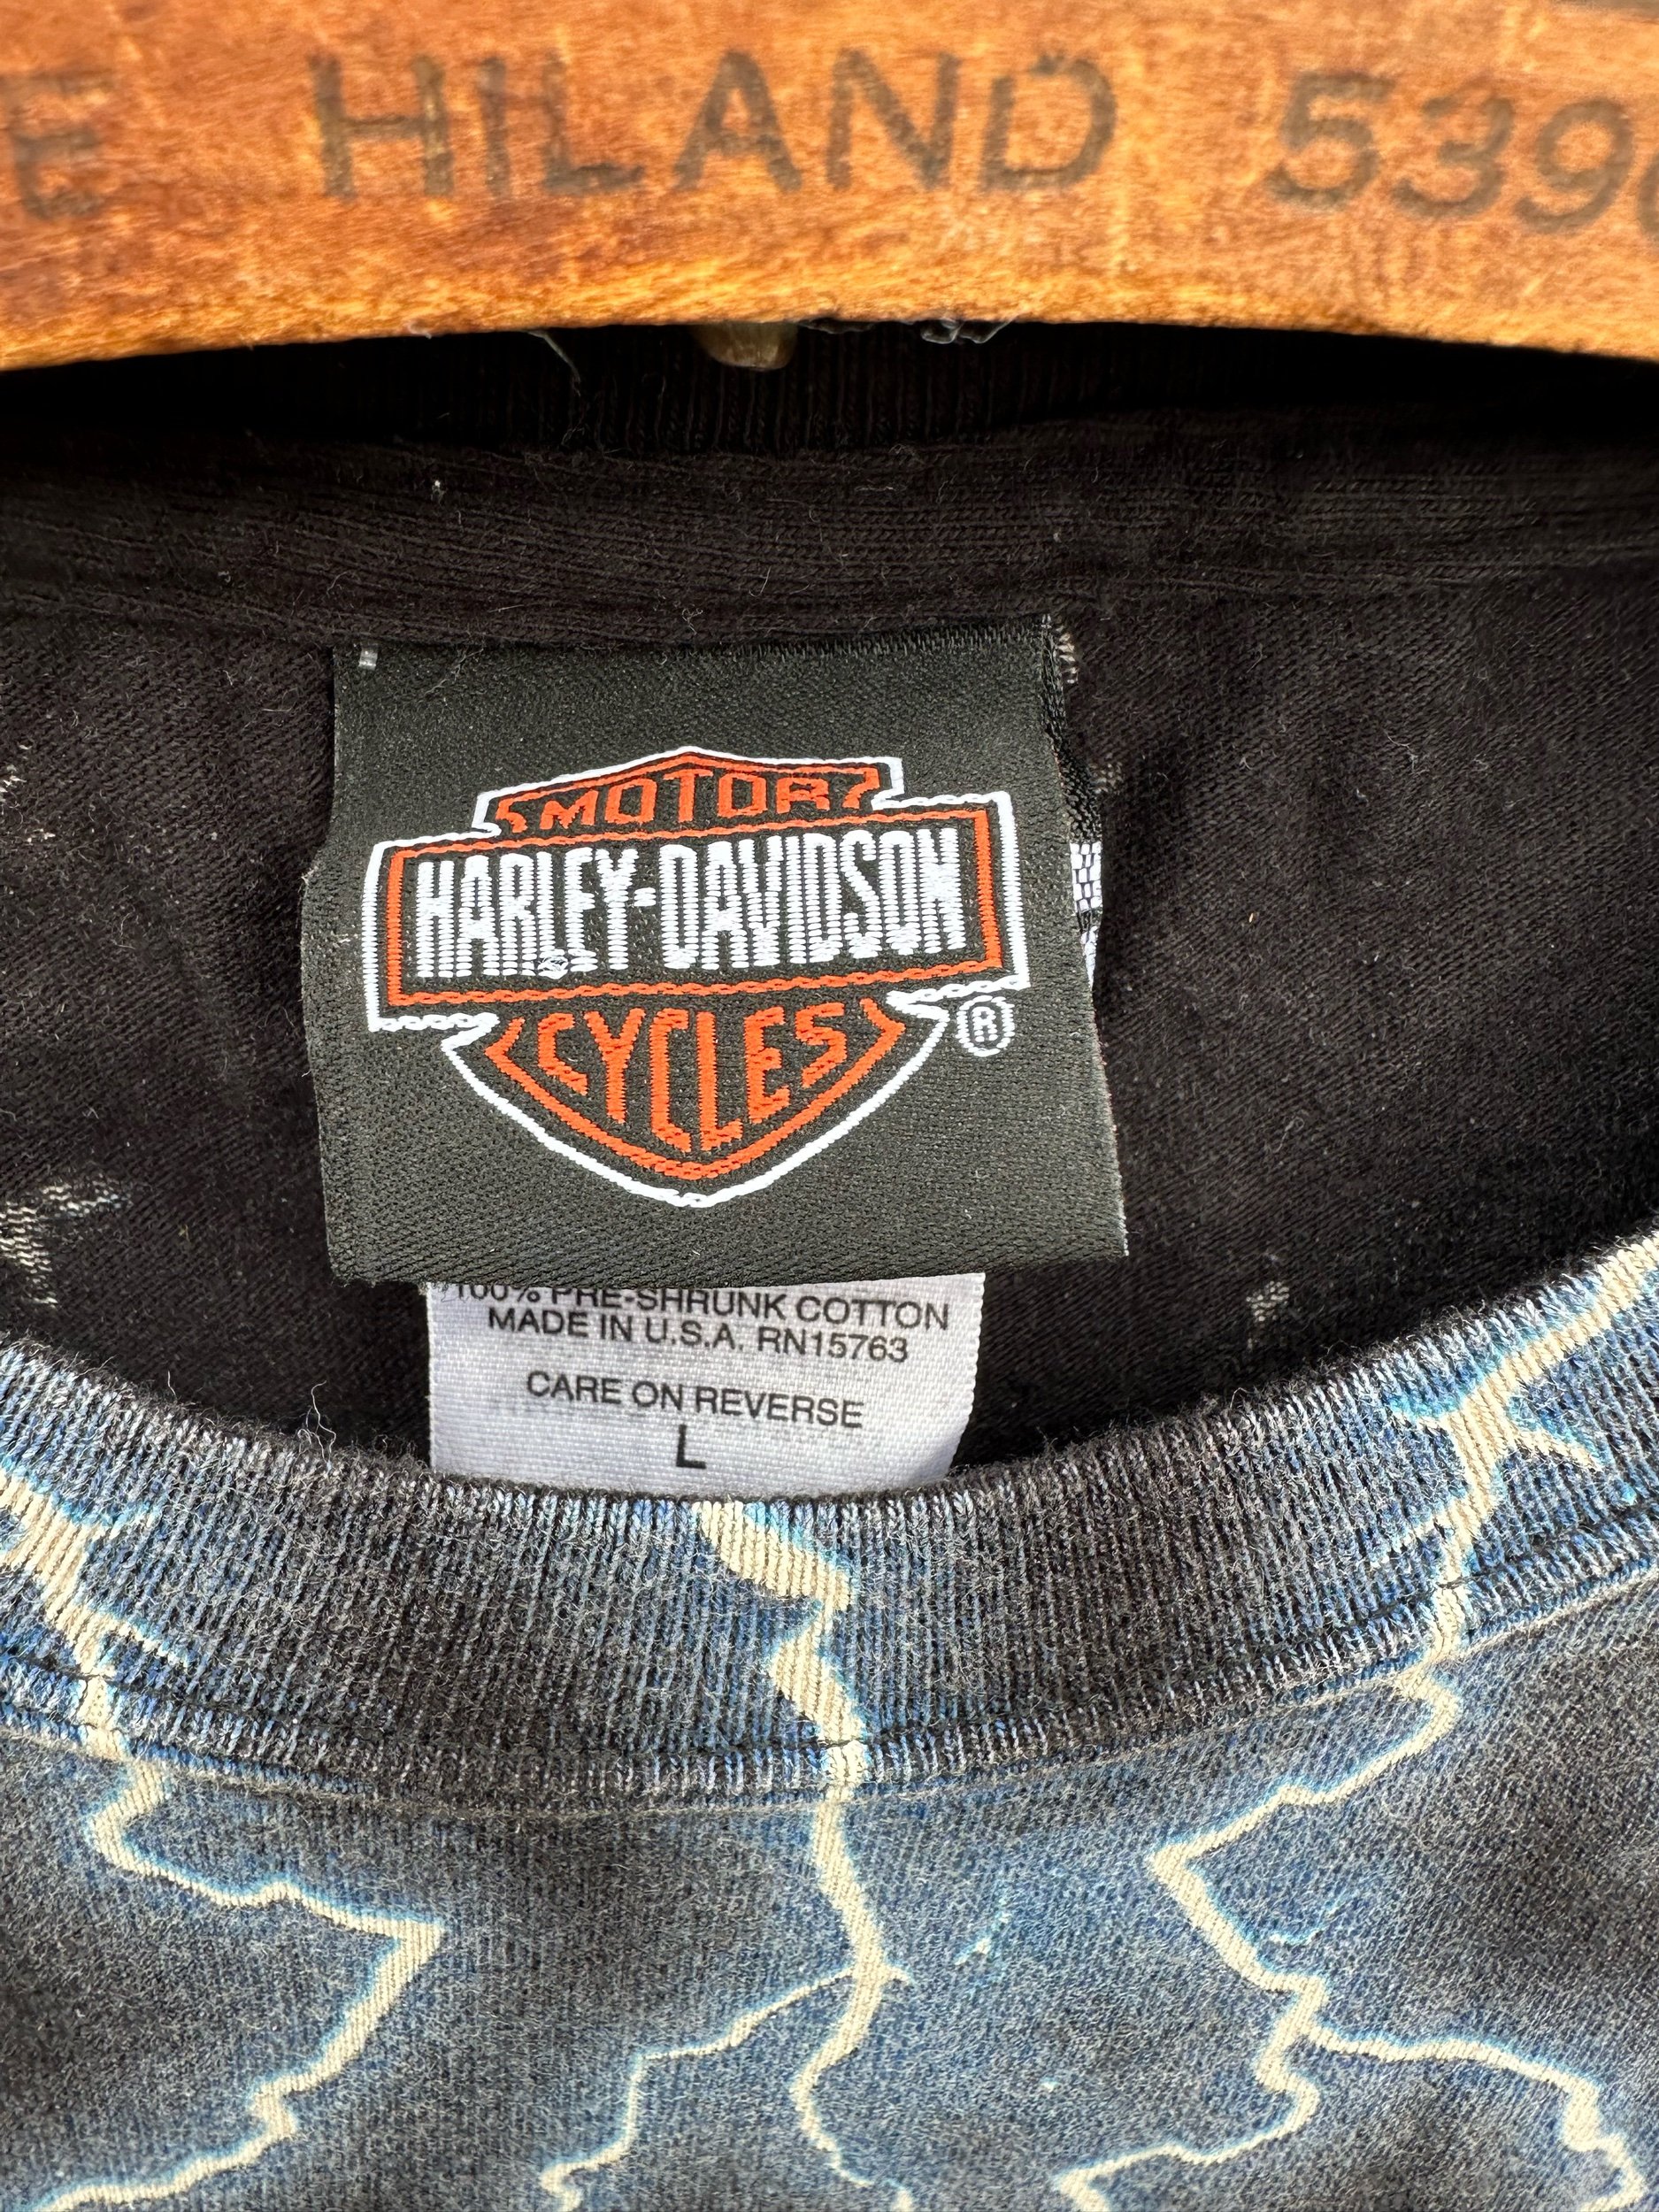 E HILAND 539
MOTOR
HARLEY-DAVIDSON
CYCLES
®
100% PRE-SHRUNK COTTON
MADE IN U.S.A. RN15763
CARE ON REVERSE
L